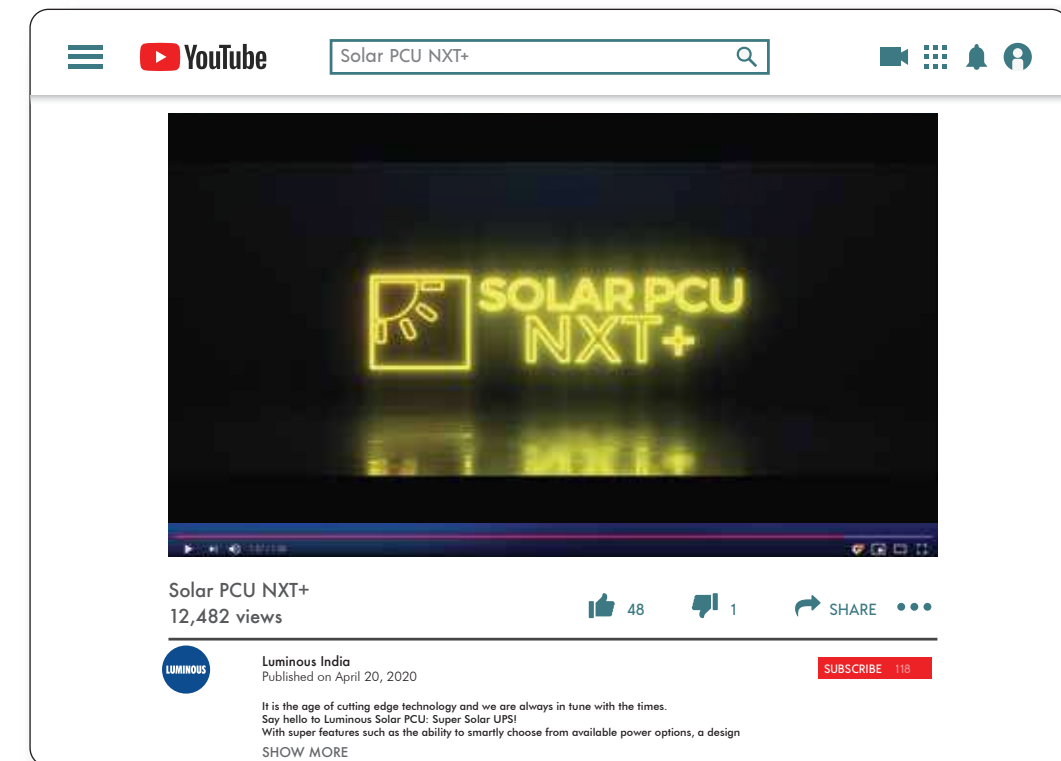 YouTube
Solar PCU NXT+
SOLAR PCU
NXT+
Solar PCU NXT+
12,482 views
48
1
SHARE
LUMINOUS
Luminous India
Published on April 20, 2020
SUBSCRIBE 118
It is the age of cutting edge technology and we are always in tune with the times.
Say hello to Luminous Solar PCU: Super Solar UPS!
With super features such as the ability to smartly choose from available power options, a design
SHOW MORE